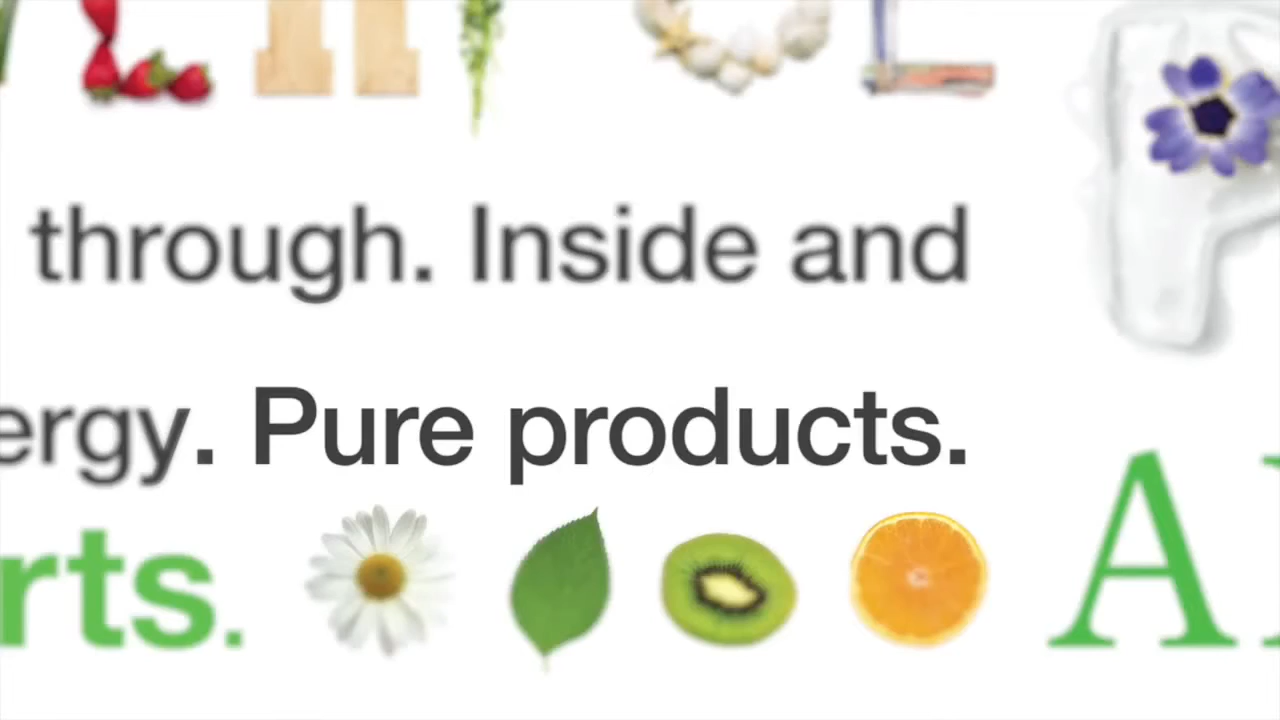 through. Inside and
ergy. Pure products.
rts.
A